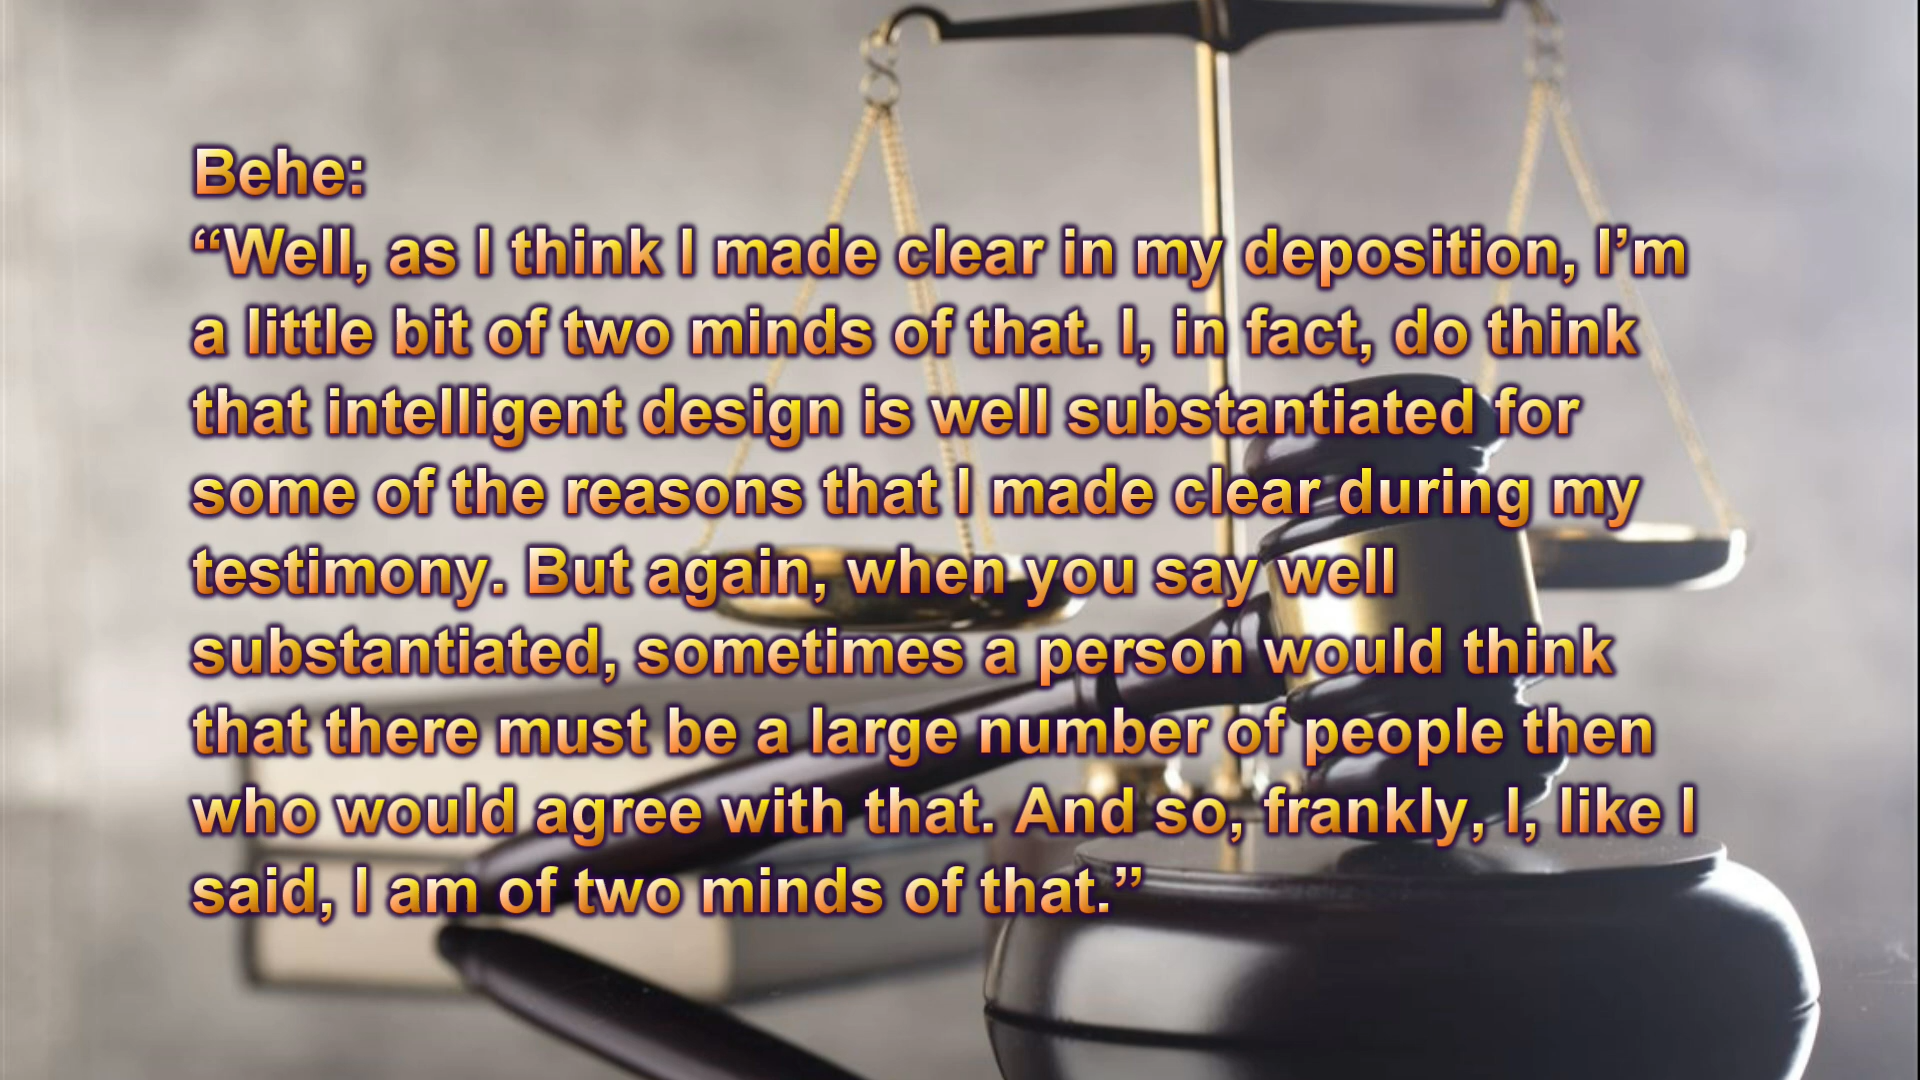 Behe:
“Well, as I think I made clear in my deposition, I’m
a little bit of two minds of that. I, in fact, do think
that intelligent design is well substantiated for
some of the reasons that I made clear during my
testimony. But again, when you say well
substantiated, sometimes a person would think
that there must be a large number of people then
who would agree with that. And so, frankly, I, like I
said, I am of two minds of that.”